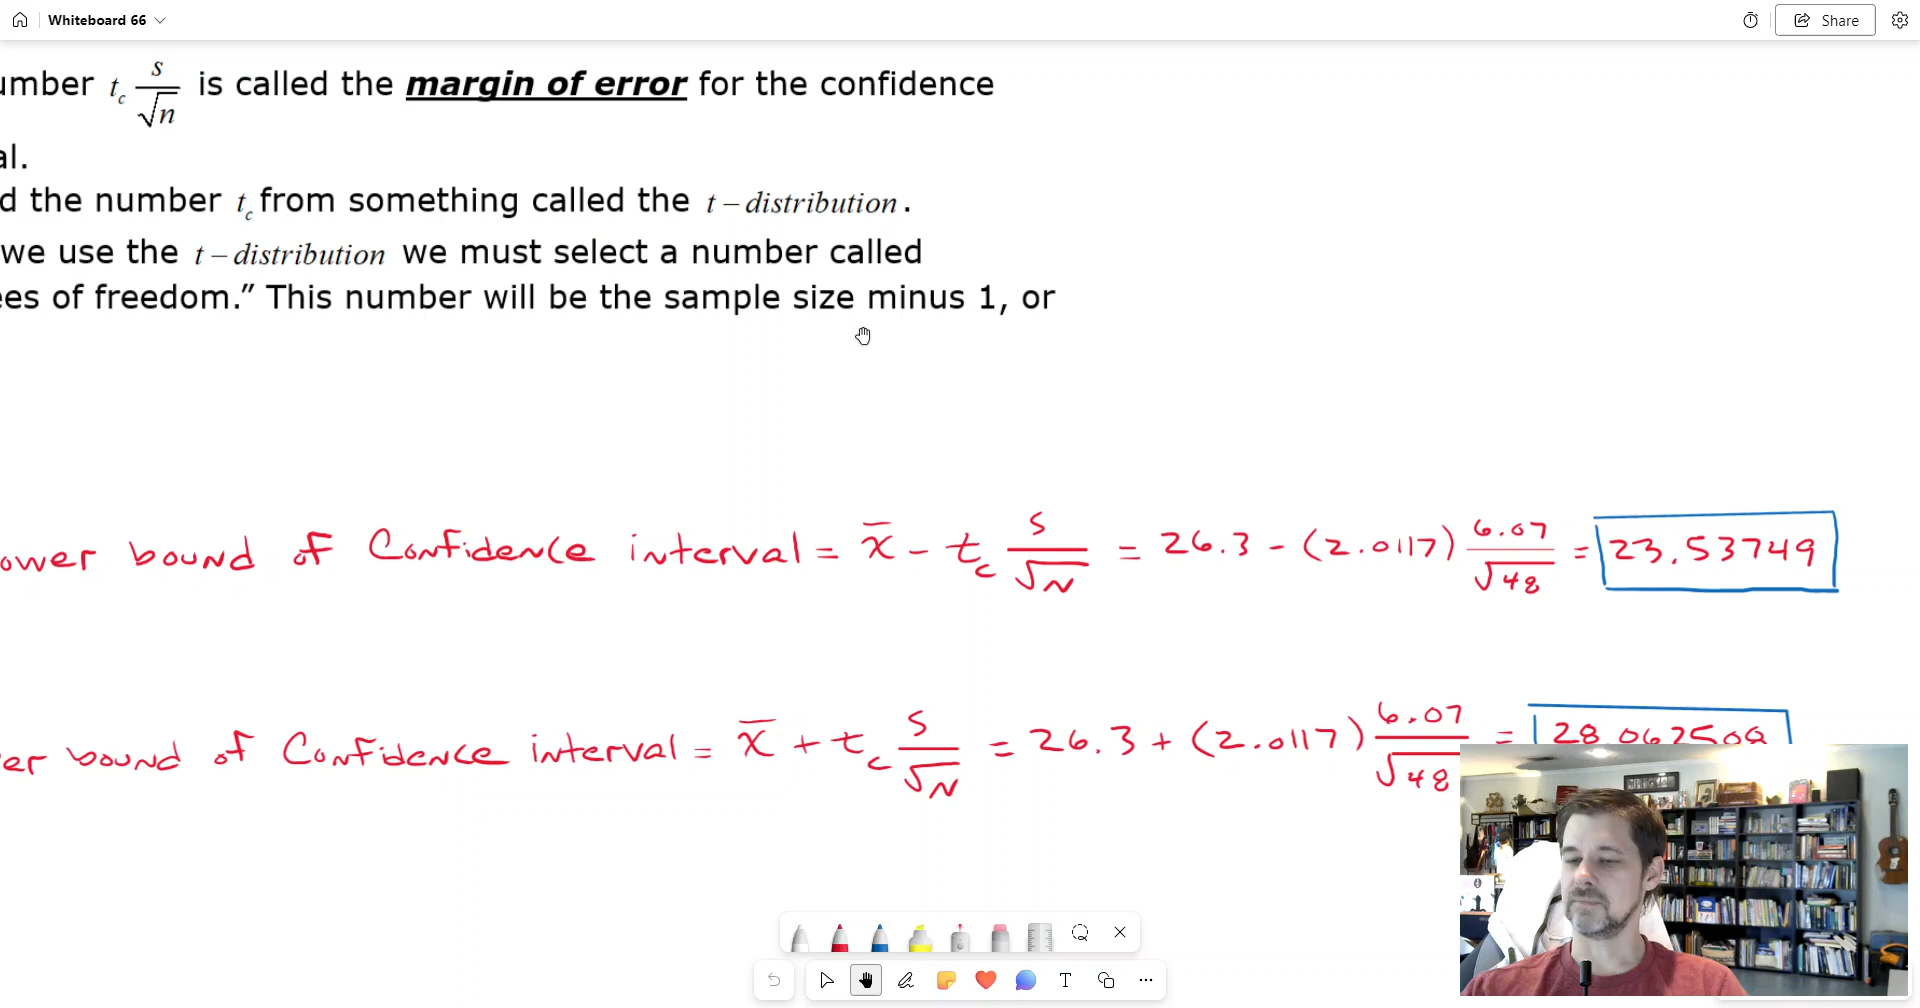 Whiteboard 66
Share
umber t_c s/√n is called the margin of error for the confidence
al.
d the number t_c from something called the t – distribution.
we use the t – distribution we must select a number called
ees of freedom.” This number will be the sample size minus 1, or
ower bound of Confidence interval = x̄ - t_c s/√N = 26.3 - (2.0117) 6.07/√48 = 23.53749
er bound of Confidence interval = x̄ + t_c s/√N = 26.3 + (2.0117) 6.07/√48 =
T